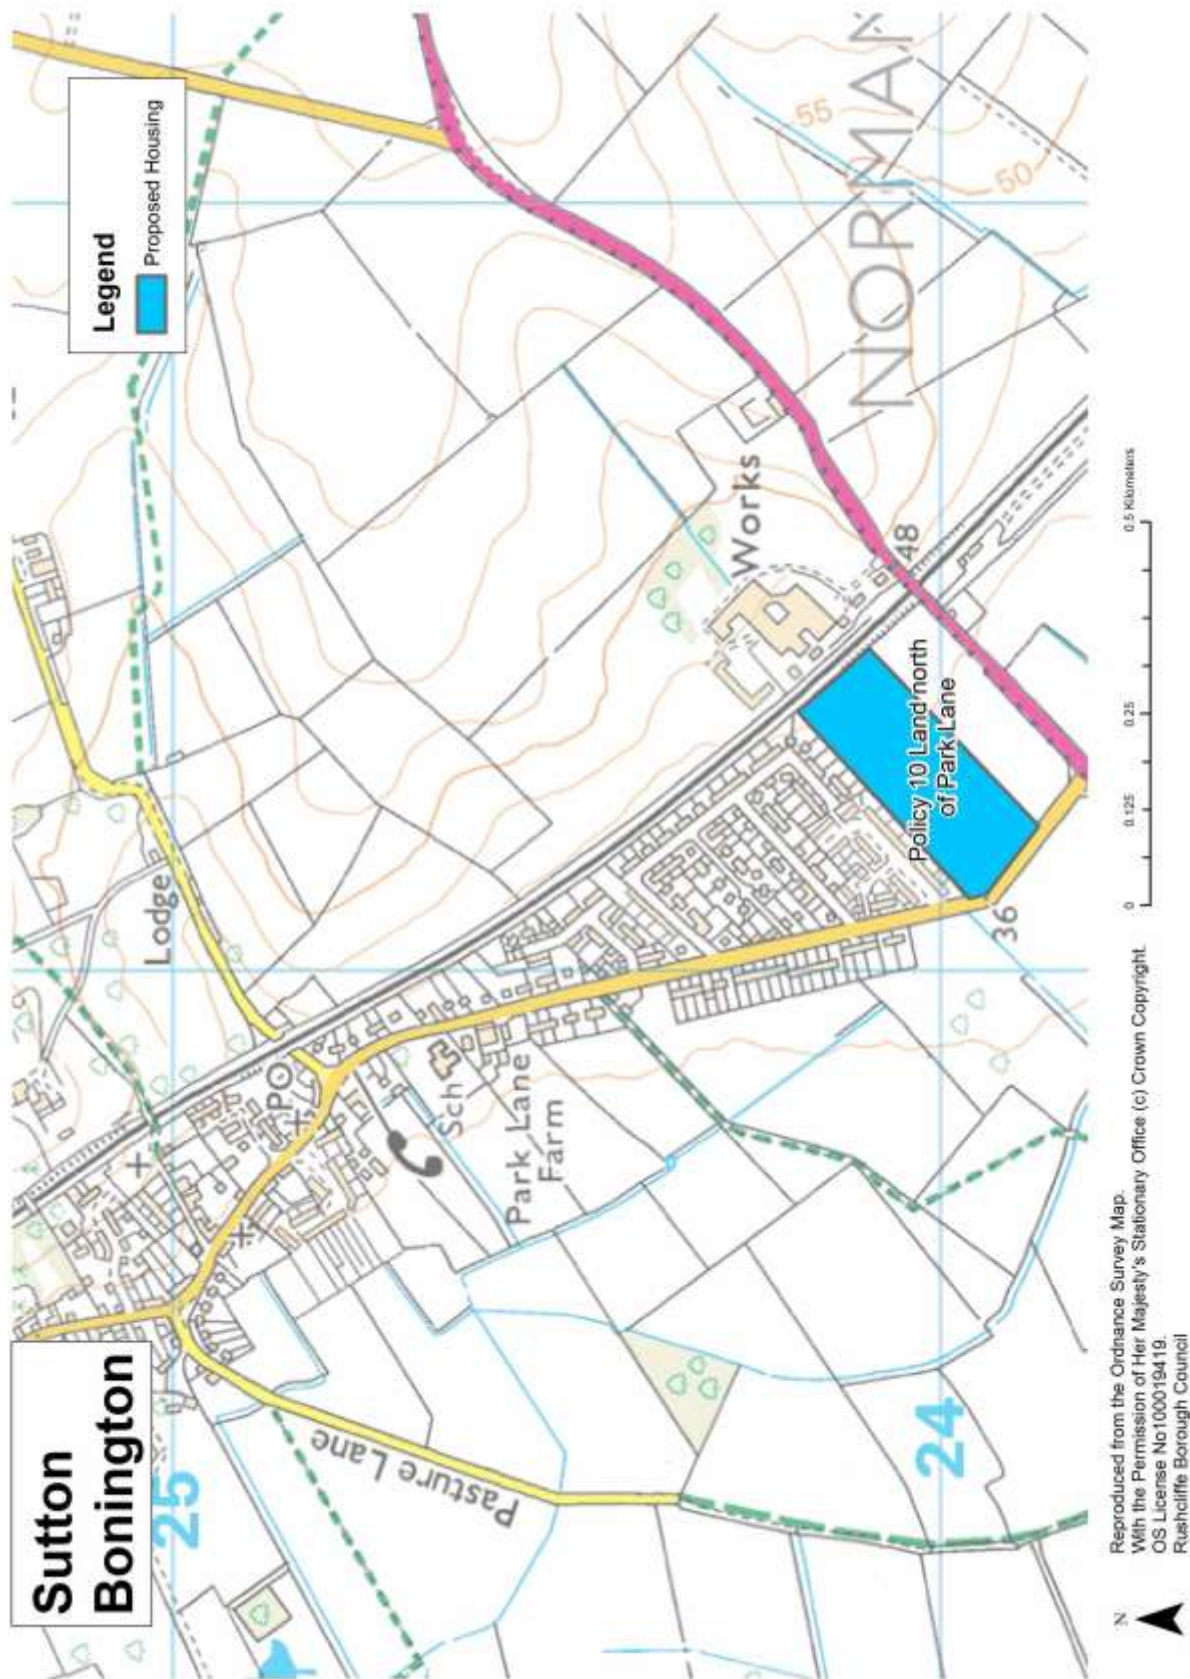 Sutton
Bonington
Legend
Proposed Housing
25
24
Lodge
PO
Sch
Park Lane
Farm
Pasture Lane
Works
NORMAN
55
50
48
36
Policy 10 Land north
of Park Lane
0
0.125
0.25
0.5 Kilometers
N
Reproduced from the Ordnance Survey Map.
With the Permission of Her Majesty's Stationary Office (c) Crown Copyright.
OS License No100019419.
Rushcliffe Borough Council